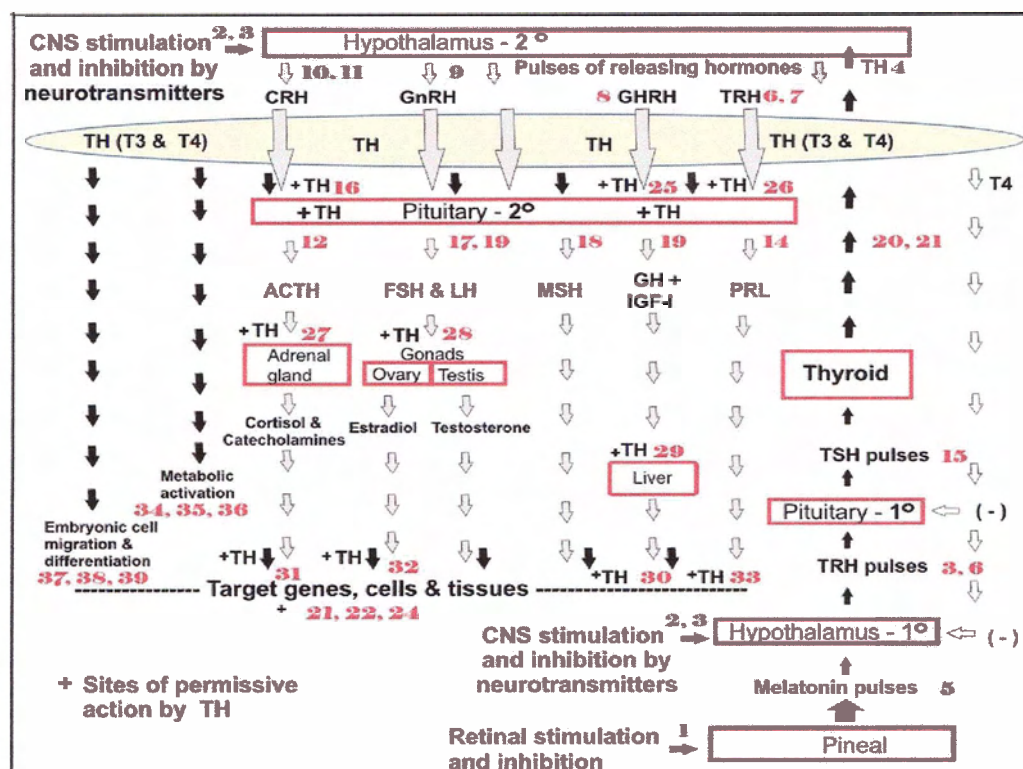 CNS stimulation 2, 3
and inhibition by
neurotransmitters
Hypothalamus - 2 º
10, 11
9
Pulses of releasing hormones
TH 4
CRH
GnRH
8 GHRH
TRH 6, 7
TH (T3 & T4)
TH
TH
TH (T3 & T4)
T4
+ TH 16
+ TH 25
+ TH 26
+ TH
Pituitary - 2º
+ TH
12
17, 19
18
19
14
20, 21
ACTH
FSH & LH
MSH
GH +
IGF-I
PRL
+ TH 27
+TH 28
Adrenal
gland
Gonads
Ovary
Testis
Thyroid
Cortisol &
Catecholamines
Estradiol
Testosterone
+TH 29
Liver
TSH pulses 15
Metabolic
activation
34, 35, 36
Pituitary - 1º
(-)
Embryonic cell
migration &
differentiation
37, 38, 39
+TH
31
+TH
32
+TH 30
+TH 33
TRH pulses 3, 6
Target genes, cells & tissues
+ 21, 22, 24
CNS stimulation 2, 3
and inhibition by
neurotransmitters
Hypothalamus - 1º
(-)
+ Sites of permissive
action by TH
Melatonin pulses 5
Retinal stimulation 1
and inhibition
Pineal